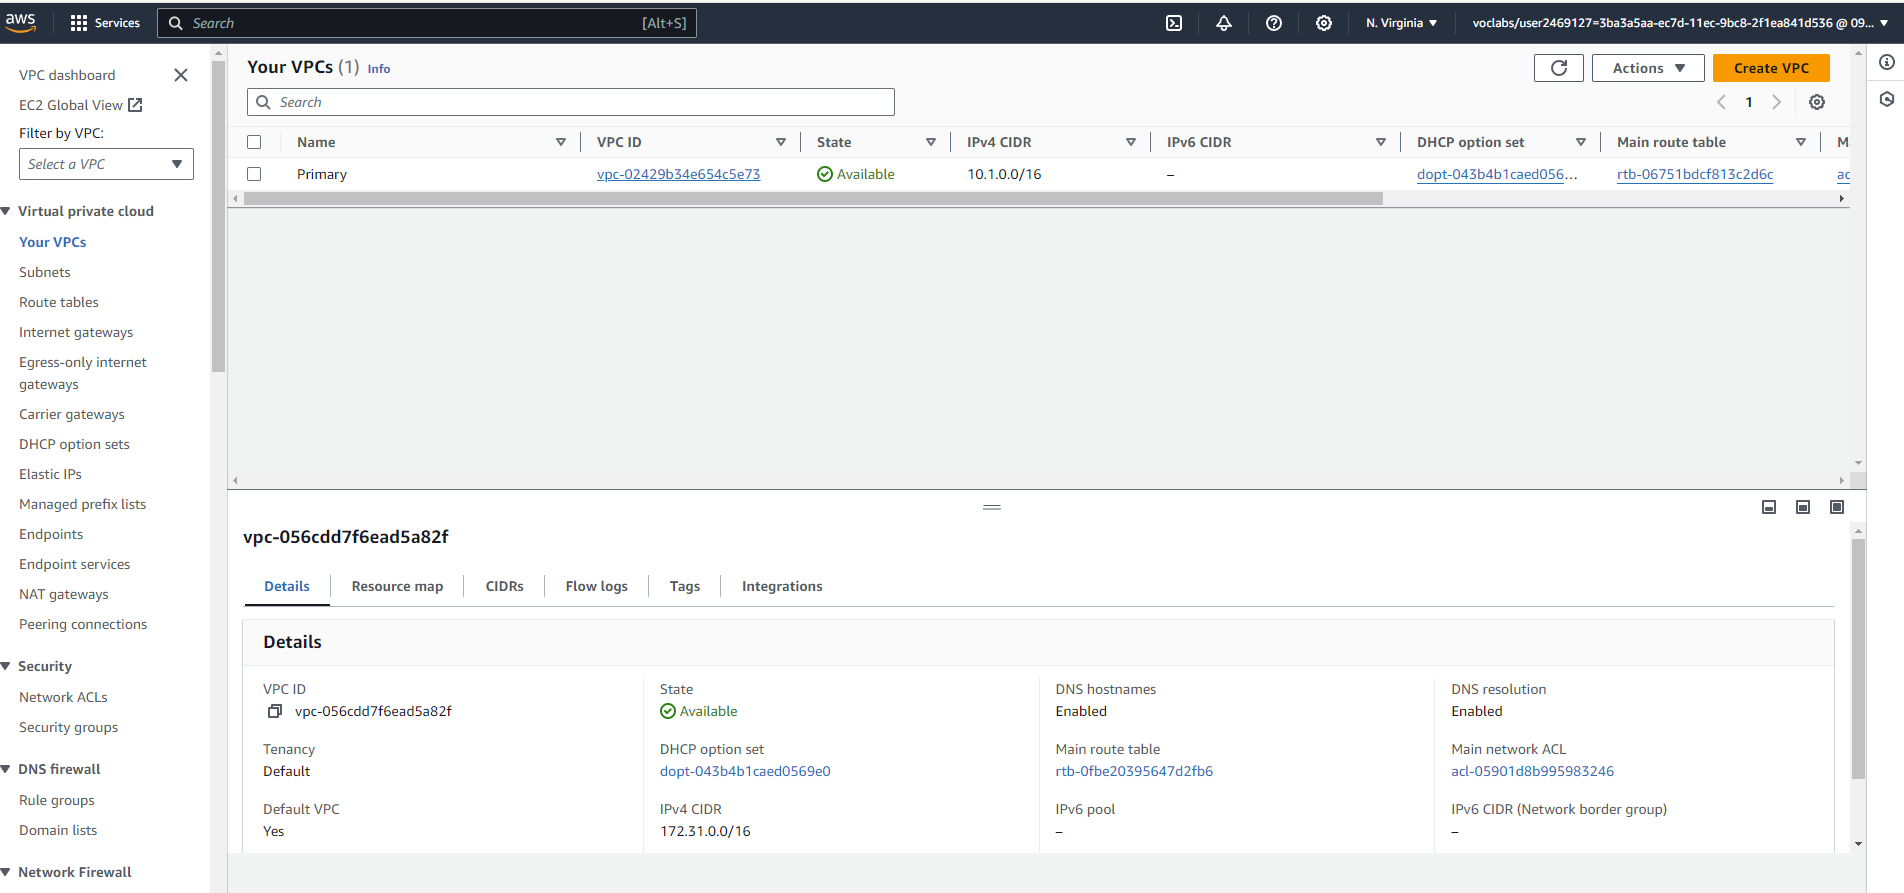 aws
Services
Search
[Alt+S]
N. Virginia
voclabs/user2469127=3ba3a5aa-ec7d-11ec-9bc8-2f1ea841d536 @ 09...
VPC dashboard
EC2 Global View
Filter by VPC:
Select a VPC
Virtual private cloud
Your VPCs
Subnets
Route tables
Internet gateways
Egress-only internet
gateways
Carrier gateways
DHCP option sets
Elastic IPs
Managed prefix lists
Endpoints
Endpoint services
NAT gateways
Peering connections
Security
Network ACLs
Security groups
DNS firewall
Rule groups
Domain lists
Network Firewall
Your VPCs (1) Info
Actions
Create VPC
Search
1
Name VPC ID State IPv4 CIDR IPv6 CIDR DHCP option set Main route table M
Primary vpc-02429b34e654c5e73 Available 10.1.0.0/16 – dopt-043b4b1caed056... rtb-06751bdcf813c2d6c ac
vpc-056cdd7f6ead5a82f
Details Resource map CIDRs Flow logs Tags Integrations
Details
VPC ID
vpc-056cdd7f6ead5a82f
State
Available
DNS hostnames
Enabled
DNS resolution
Enabled
Tenancy
Default
DHCP option set
dopt-043b4b1caed0569e0
Main route table
rtb-0fbe20395647d2fb6
Main network ACL
acl-05901d8b995983246
Default VPC
Yes
IPv4 CIDR
172.31.0.0/16
IPv6 pool
–
IPv6 CIDR (Network border group)
–